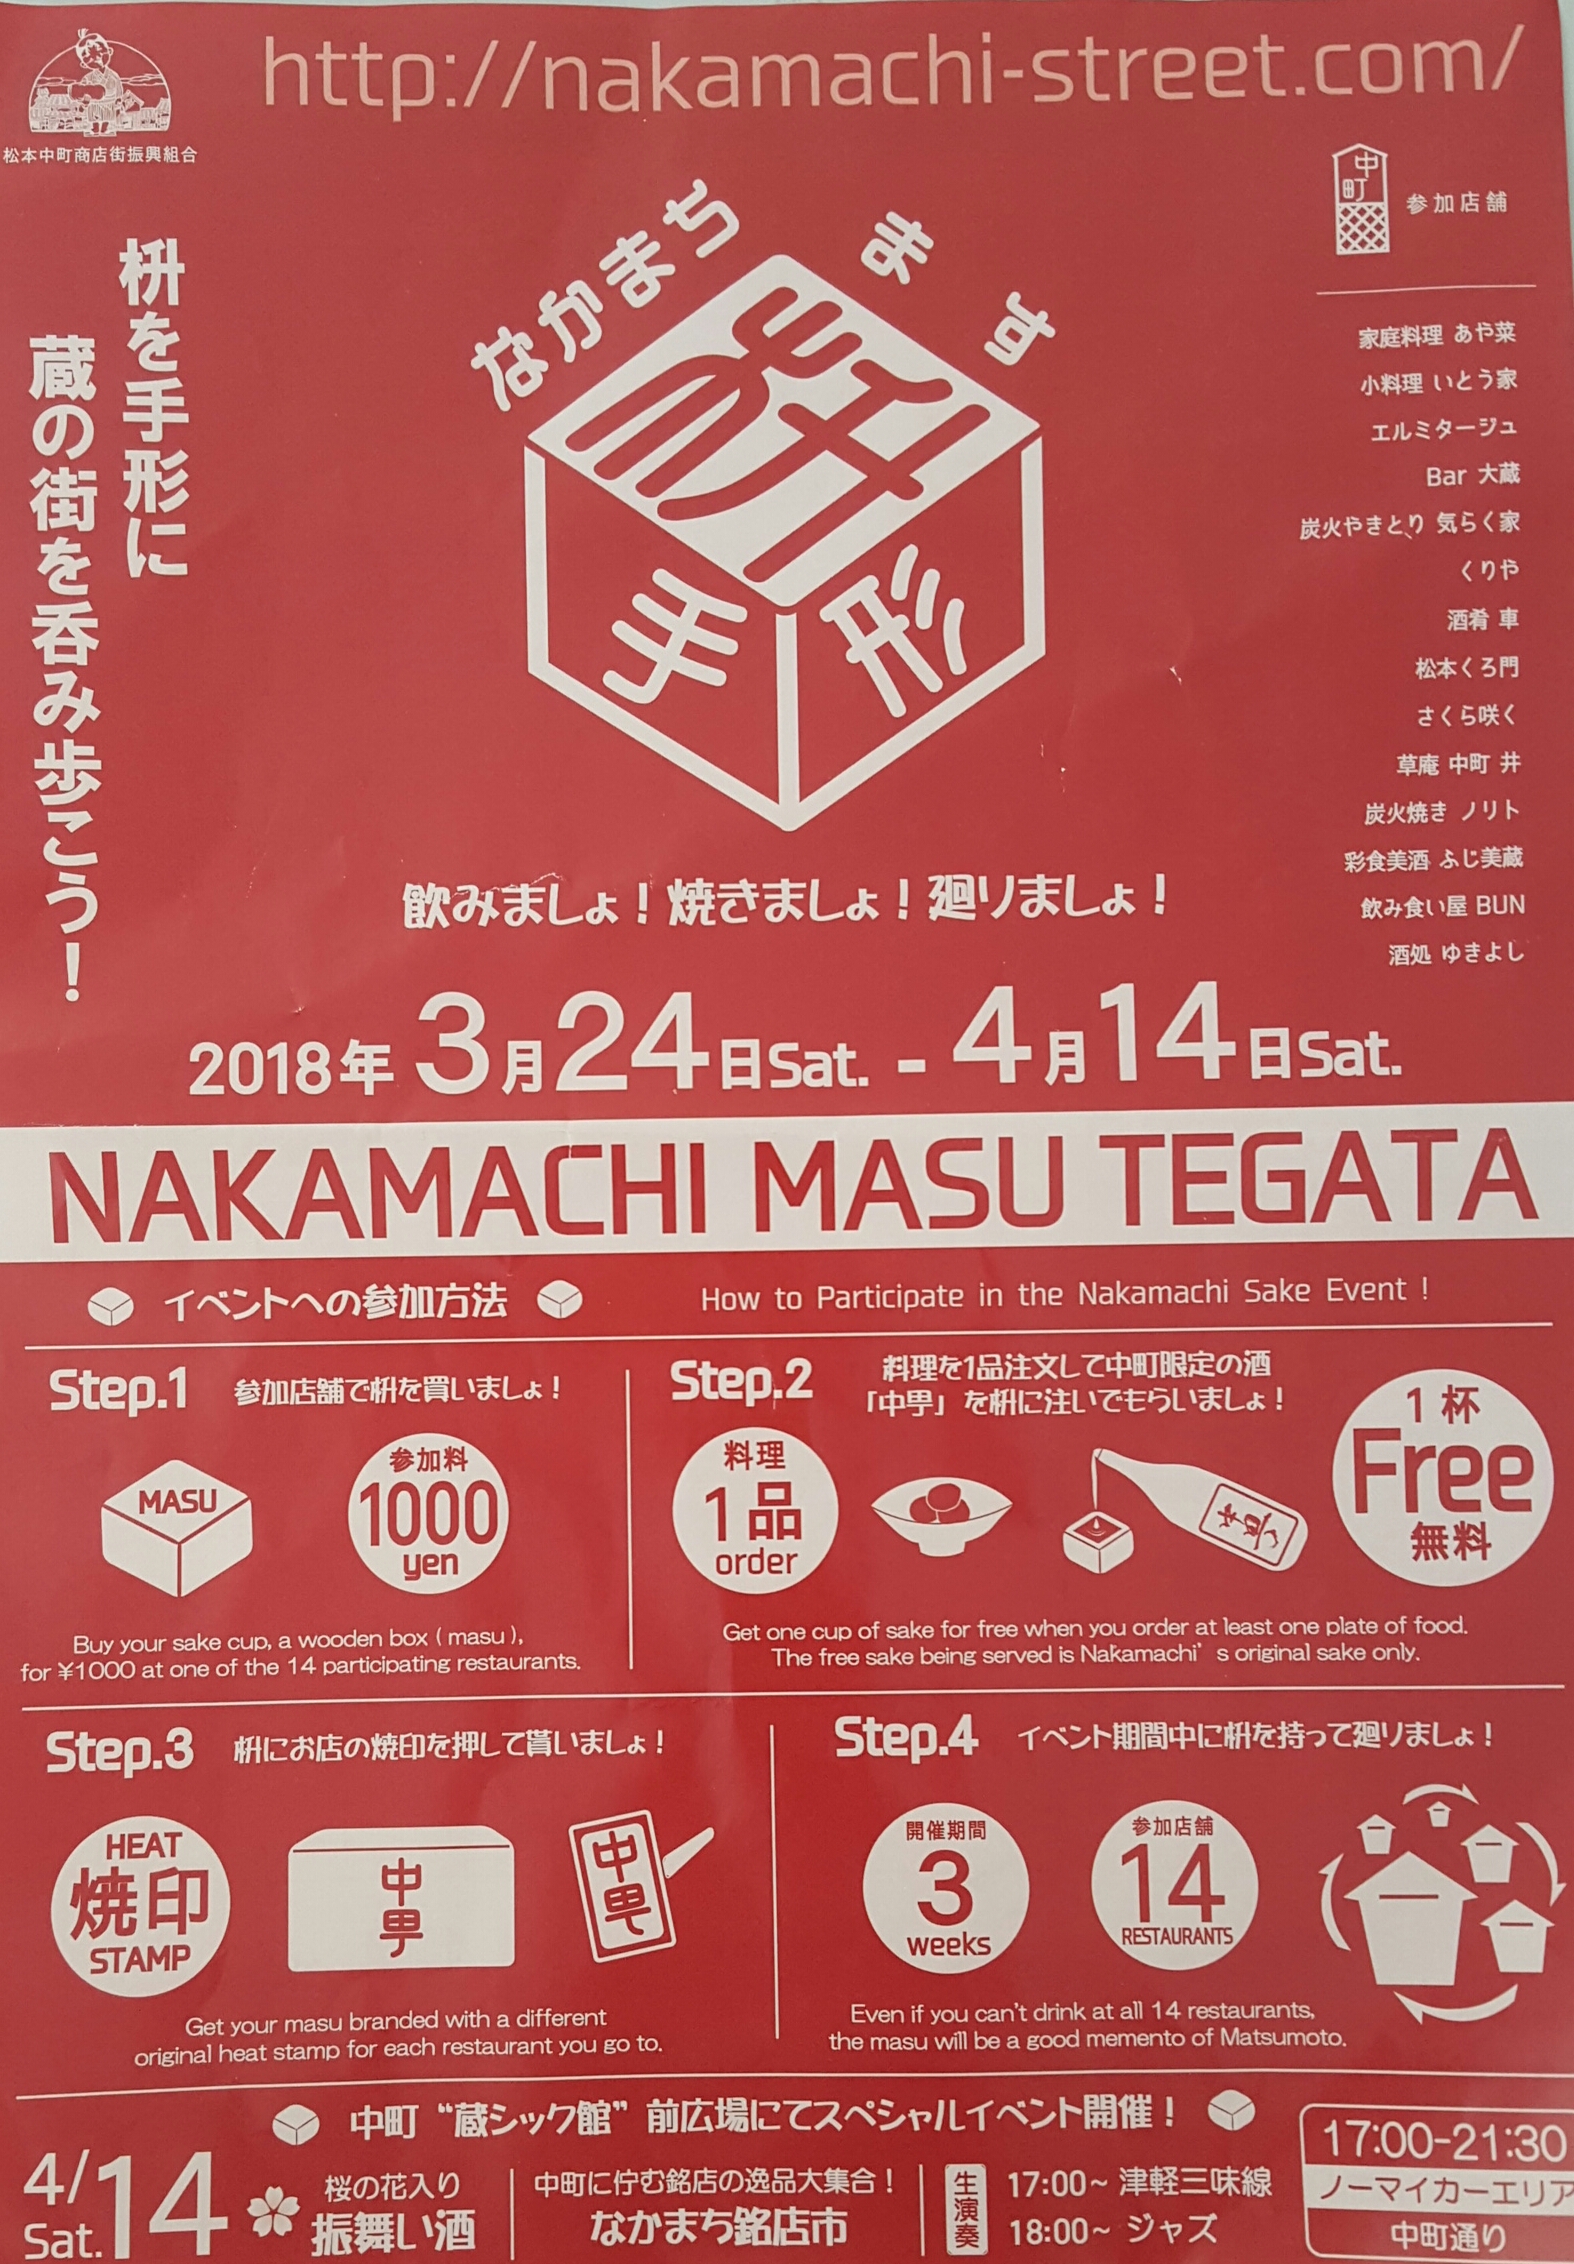 http://nakamachi-street.com/
松本中町商店街振興組合
枡を手形に
蔵の街を呑み歩こう！
なかまち ます
枡
手形
中町
参加店舗
家庭料理 あや菜
小料理 いとう家
エルミタージュ
Bar 大蔵
炭火やきとり 気らく家
くりや
酒肴 車
松本くろ門
さくら咲く
草庵 中町 井
炭火焼き ノリト
彩食美酒 ふじ美蔵
飲み食い屋 BUN
酒処 ゆきよし
飲みましょ！焼きましょ！廻りましょ！
2018年 3月24日Sat. - 4月14日Sat.
NAKAMACHI MASU TEGATA
イベントへの参加方法
How to Participate in the Nakamachi Sake Event !
Step.1 参加店舗で枡を買いましょ！
MASU
参加料
1000
yen
Buy your sake cup, a wooden box ( masu ),
for ¥1000 at one of the 14 participating restaurants.
Step.2 料理を1品注文して中町限定の酒
「中甼」を枡に注いでもらいましょ！
料理
1品
order
1杯
Free
無料
Get one cup of sake for free when you order at least one plate of food.
The free sake being served is Nakamachi' s original sake only.
Step.3 枡にお店の焼印を押して貰いましょ！
HEAT
焼印
STAMP
中甼
中甼
Get your masu branded with a different
original heat stamp for each restaurant you go to.
Step.4 イベント期間中に枡を持って廻りましょ！
開催期間
3
weeks
参加店舗
14
RESTAURANTS
Even if you can't drink at all 14 restaurants,
the masu will be a good memento of Matsumoto.
中町“蔵シック館”前広場にてスペシャルイベント開催！
4/14
Sat.
桜の花入り
振舞い酒
中町に佇む銘店の逸品大集合！
なかまち銘店市
生演奏
17:00~ 津軽三味線
18:00~ ジャズ
17:00-21:30
ノーマイカーエリア
中町通り